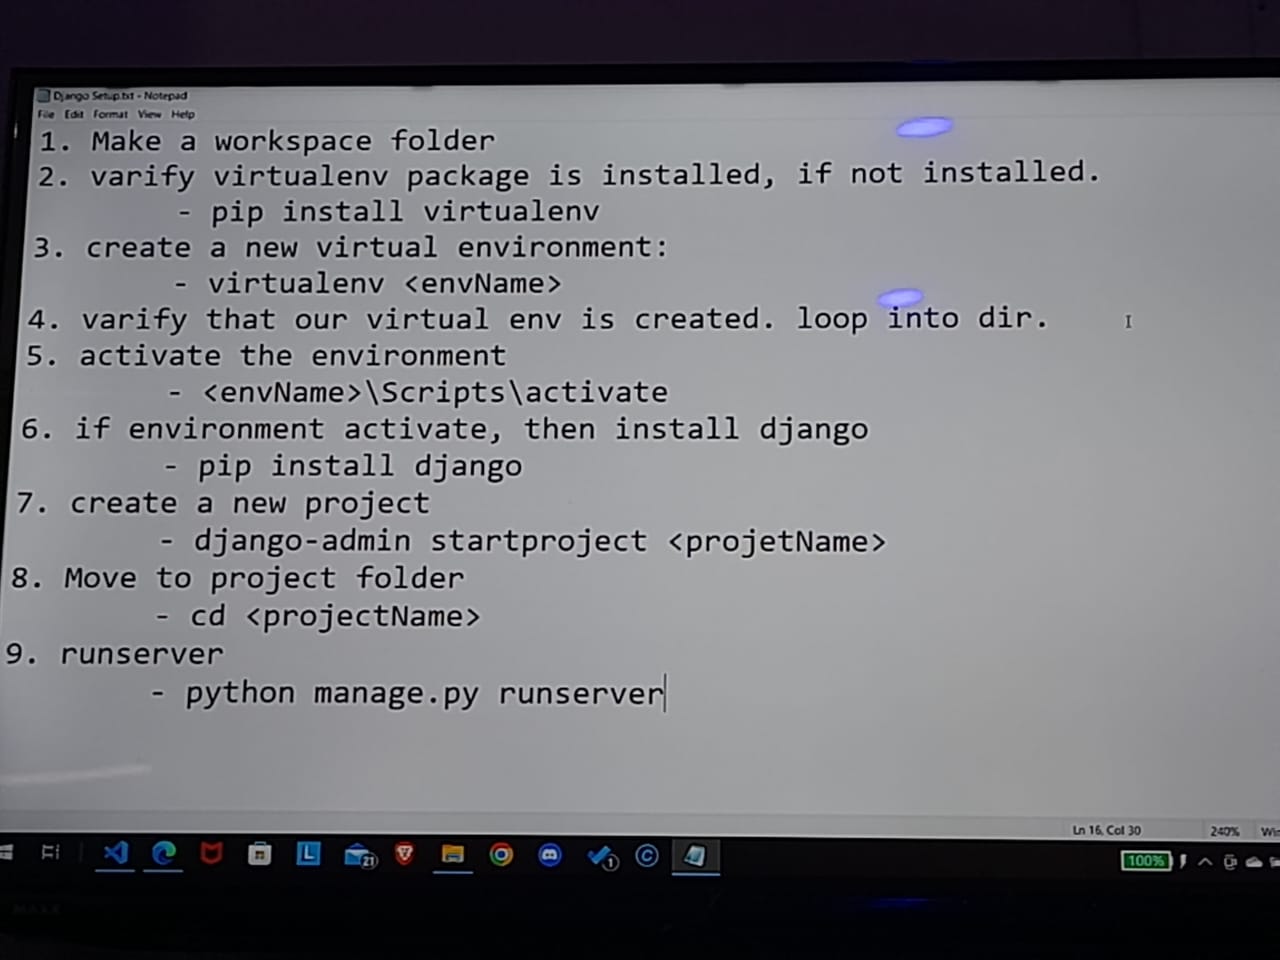 Django Setup.txt - Notepad
File Edit Format View Help
1. Make a workspace folder
2. varify virtualenv package is installed, if not installed.
- pip install virtualenv
3. create a new virtual environment:
- virtualenv <envName>
4. varify that our virtual env is created. loop into dir.
5. activate the environment
- <envName>\Scripts\activate
6. if environment activate, then install django
- pip install django
7. create a new project
- django-admin startproject <projetName>
8. Move to project folder
- cd <projectName>
9. runserver
- python manage.py runserver
Ln 16, Col 30 240% Win
L 21 1 100%